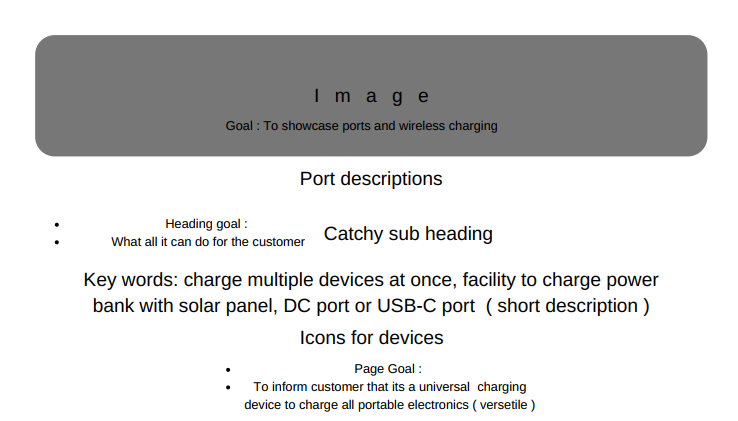 I m a g e
Goal : To showcase ports and wireless charging
Port descriptions
Heading goal :
What all it can do for the customer
Catchy sub heading
Key words: charge multiple devices at once, facility to charge power
bank with solar panel, DC port or USB-C port ( short description )
Icons for devices
Page Goal :
To inform customer that its a universal charging
device to charge all portable electronics ( versetile )